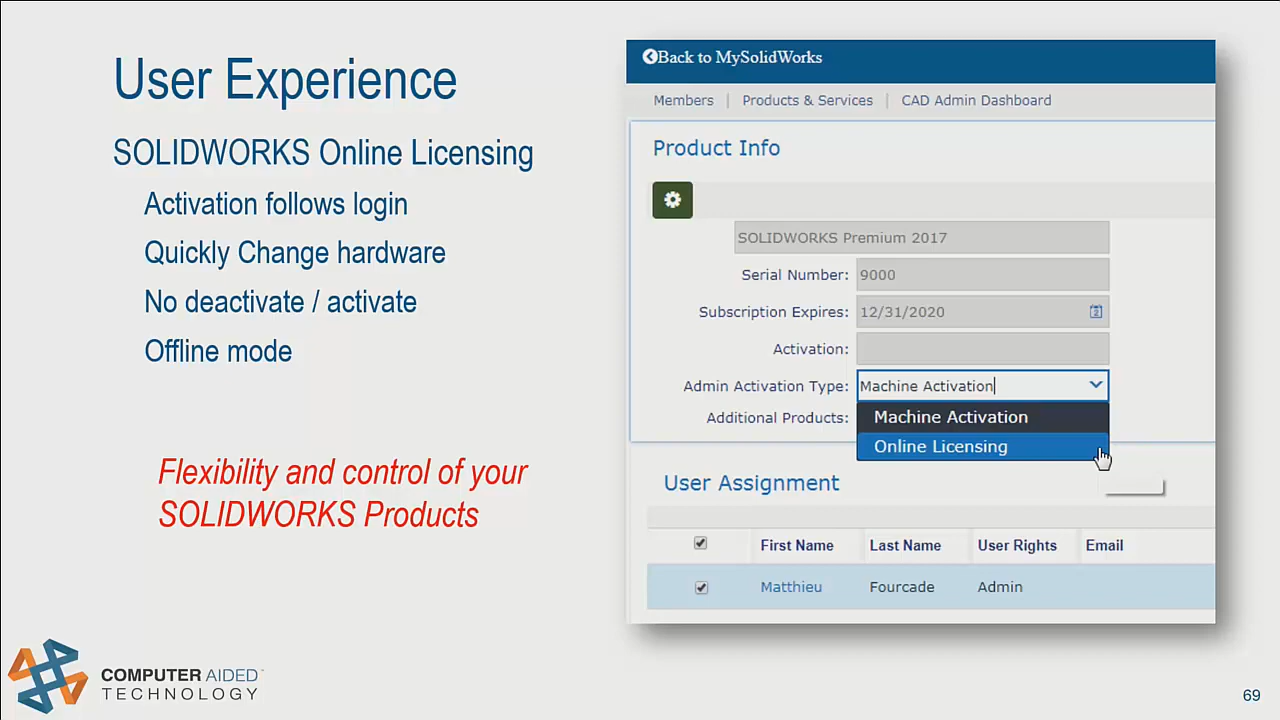 User Experience
SOLIDWORKS Online Licensing
Activation follows login
Quickly Change hardware
No deactivate / activate
Offline mode
Flexibility and control of your
SOLIDWORKS Products
Back to MySolidWorks
Members | Products & Services | CAD Admin Dashboard
Product Info
SOLIDWORKS Premium 2017
Serial Number: 9000
Subscription Expires: 12/31/2020
Activation:
Admin Activation Type: Machine Activation
Additional Products: Machine Activation
Online Licensing
User Assignment
First Name Last Name User Rights Email
Matthieu Fourcade Admin
COMPUTER AIDED
TECHNOLOGY
69